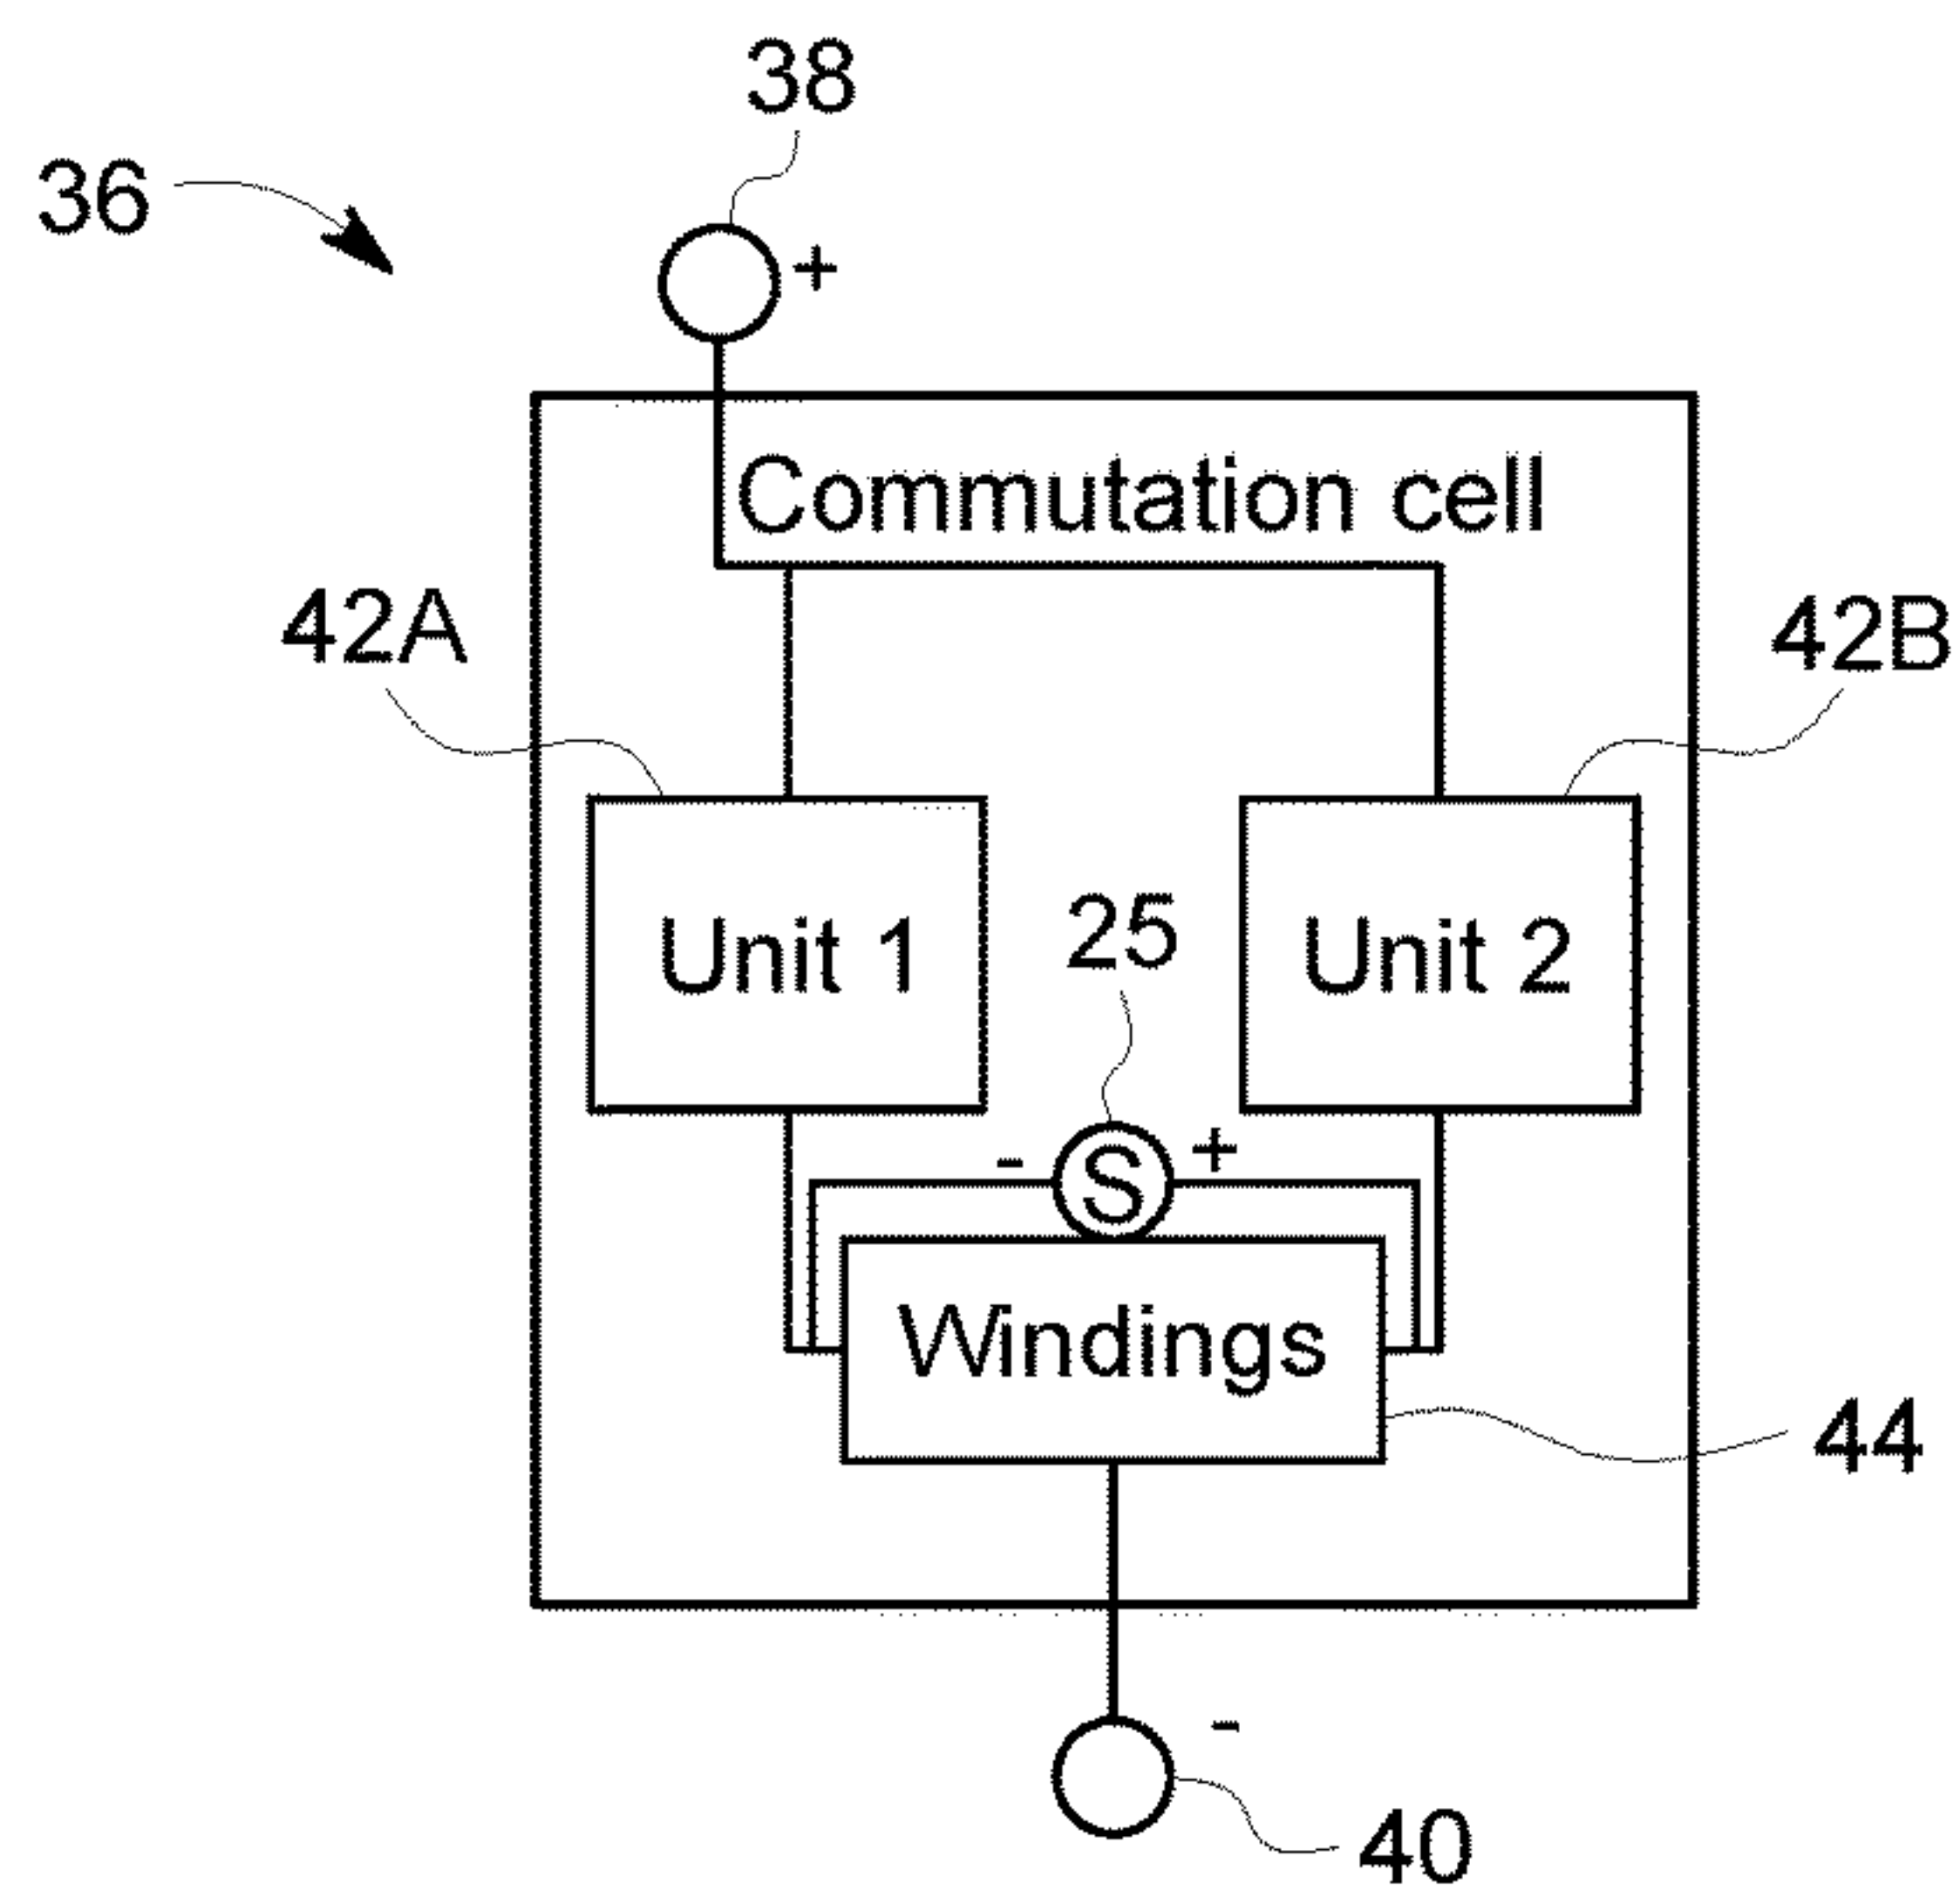 38
36
+
Commutation cell
42A
42B
Unit 1
25
Unit 2
- S +
Windings
44
-
40